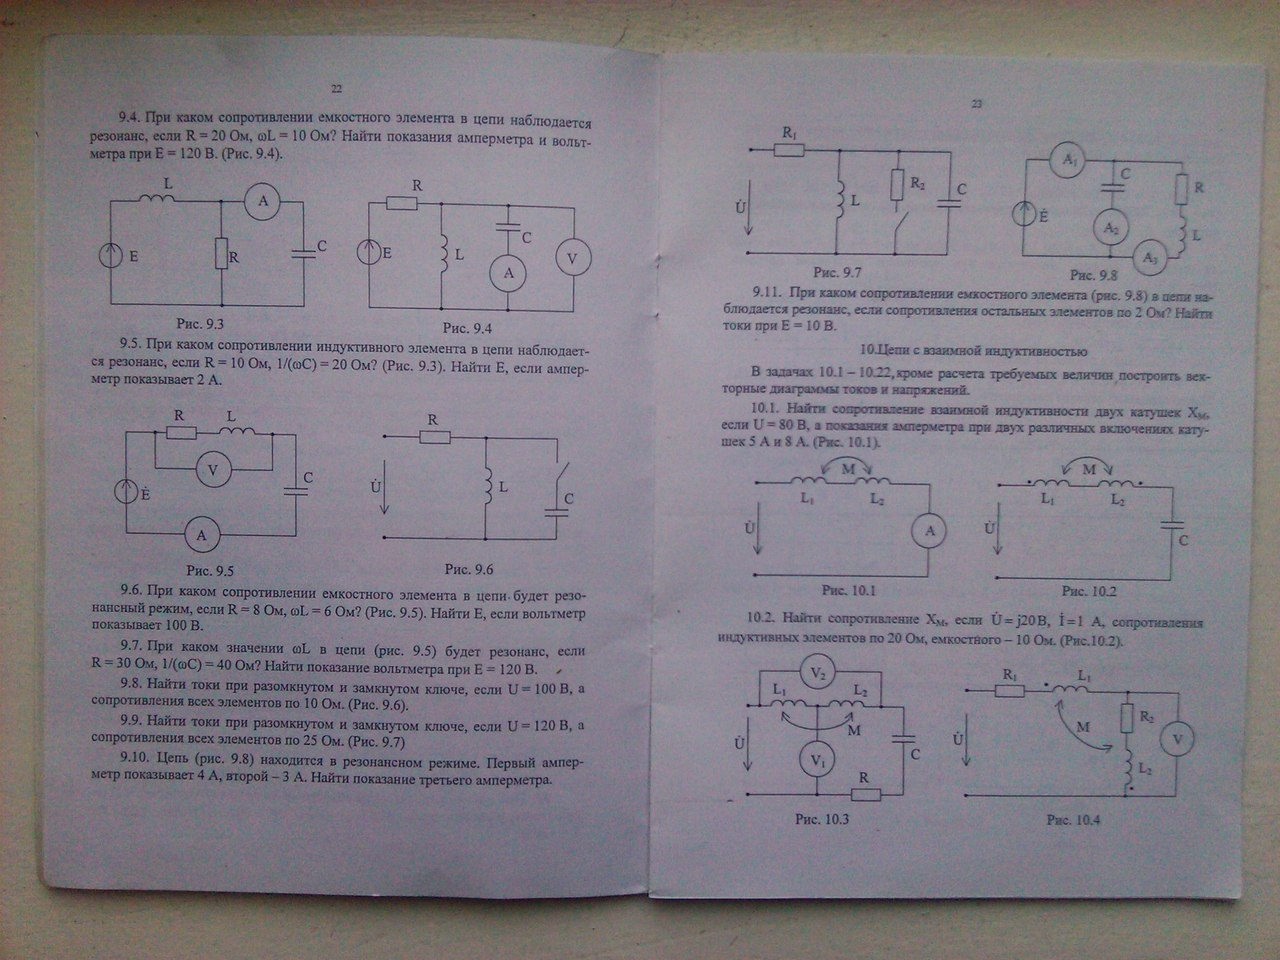 22
9.4. При каком сопротивлении емкостного элемента в цепи наблюдается
резонанс, если R = 20 Ом, ωL = 10 Ом? Найти показания амперметра и вольт-
метра при E = 120 В. (Рис. 9.4).
L
A
E
R
C
Рис. 9.3
R
E
L
C
A
V
Рис. 9.4
9.5. При каком сопротивлении индуктивного элемента в цепи наблюдает-
ся резонанс, если R = 10 Ом, 1/(ωC) = 20 Ом? (Рис. 9.3). Найти E, если ампер-
метр показывает 2 А.
R
L
V
Ė
C
A
Рис. 9.5
R
U̇
L
C
Рис. 9.6
9.6. При каком сопротивлении емкостного элемента в цепи будет резо-
нансный режим, если R = 8 Ом, ωL = 6 Ом? (Рис. 9.5). Найти E, если вольтметр
показывает 100 В.
9.7. При каком значении ωL в цепи (рис. 9.5) будет резонанс, если
R = 30 Ом, 1/(ωC) = 40 Ом? Найти показание вольтметра при E = 120 В.
9.8. Найти токи при разомкнутом и замкнутом ключе, если U = 100 В, а
сопротивления всех элементов по 10 Ом. (Рис. 9.6).
9.9. Найти токи при разомкнутом и замкнутом ключе, если U = 120 В, а
сопротивления всех элементов по 25 Ом. (Рис. 9.7)
9.10. Цепь (рис. 9.8) находится в резонансном режиме. Первый ампер-
метр показывает 4 А, второй – 3 А. Найти показание третьего амперметра.
23
R₁
U̇
L
R₂
C
Рис. 9.7
A₁
Ė
C
A₂
R
L
A₃
Рис. 9.8
9.11. При каком сопротивлении емкостного элемента (рис. 9.8) в цепи на-
блюдается резонанс, если сопротивления остальных элементов по 2 Ом? Найти
токи при E = 10 В.
10.Цепи с взаимной индуктивностью
В задачах 10.1 – 10.22, кроме расчета требуемых величин построить век-
торные диаграммы токов и напряжений.
10.1. Найти сопротивление взаимной индуктивности двух катушек Xм,
если U = 80 В, а показания амперметра при двух различных включениях кату-
шек 5 А и 8 А. (Рис. 10.1).
M
L₁
L₂
U̇
A
Рис. 10.1
M
L₁
L₂
U̇
C
Рис. 10.2
10.2. Найти сопротивление Xм, если U̇ = j20 В, İ = 1 А, сопротивления
индуктивных элементов по 20 Ом, емкостного – 10 Ом. (Рис.10.2).
V₂
L₁
L₂
M
U̇
V₁
C
R
Рис. 10.3
R₁
L₁
M
R₂
U̇
V
L₂
Рис. 10.4